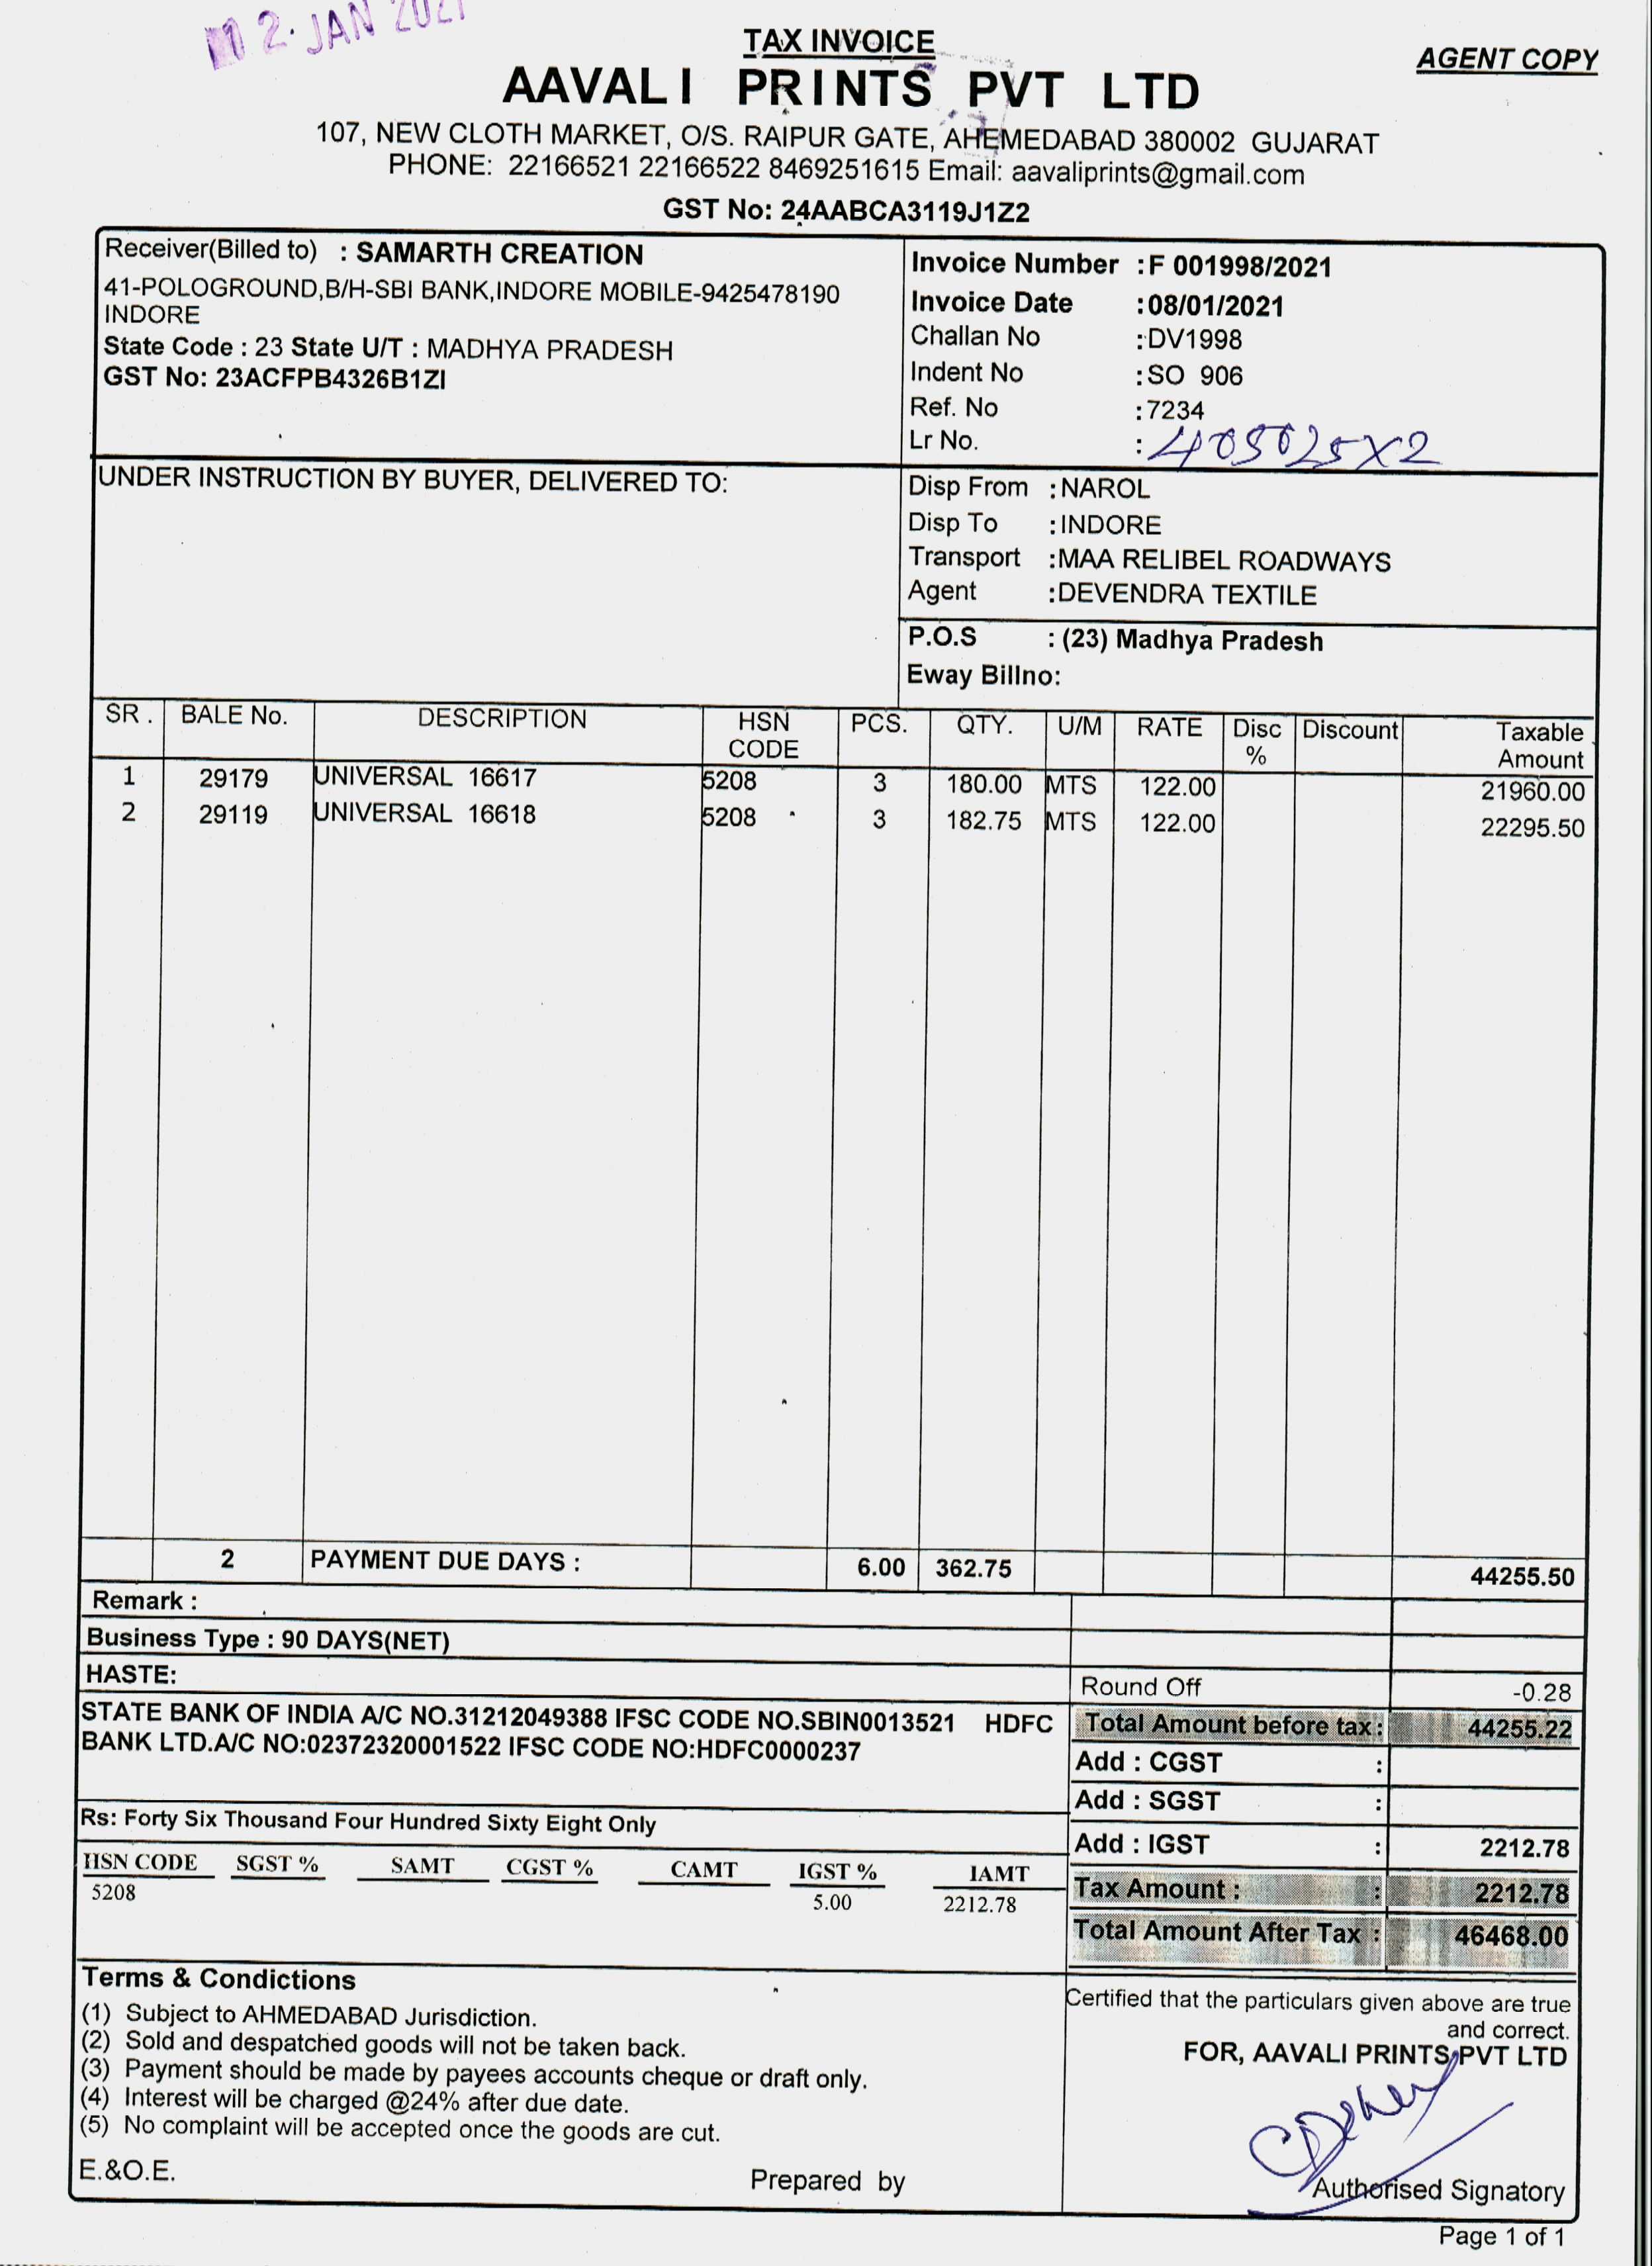 12 JAN 2021
TAX INVOICE
AGENT COPY
AAVALI PRINTS PVT LTD
107, NEW CLOTH MARKET, O/S. RAIPUR GATE, AHEMEDABAD 380002 GUJARAT
PHONE: 22166521 22166522 8469251615 Email: aavaliprints@gmail.com
GST No: 24AABCA3119J1Z2
Receiver(Billed to) : SAMARTH CREATION
41-POLOGROUND,B/H-SBI BANK,INDORE MOBILE-9425478190
INDORE
State Code : 23 State U/T : MADHYA PRADESH
GST No: 23ACFPB4326B1ZI
Invoice Number : F 001998/2021
Invoice Date : 08/01/2021
Challan No : DV1998
Indent No : SO 906
Ref. No : 7234
Lr No. : 405025x2
UNDER INSTRUCTION BY BUYER, DELIVERED TO:
Disp From : NAROL
Disp To : INDORE
Transport : MAA RELIBEL ROADWAYS
Agent : DEVENDRA TEXTILE
P.O.S : (23) Madhya Pradesh
Eway Billno:
SR. BALE No. DESCRIPTION HSN CODE PCS. QTY. U/M RATE Disc % Discount Taxable Amount
1 29179 UNIVERSAL 16617 5208 3 180.00 MTS 122.00 21960.00
2 29119 UNIVERSAL 16618 5208 3 182.75 MTS 122.00 22295.50
2 PAYMENT DUE DAYS : 6.00 362.75 44255.50
Remark :
Business Type : 90 DAYS(NET)
HASTE:
Round Off -0.28
STATE BANK OF INDIA A/C NO.31212049388 IFSC CODE NO.SBIN0013521 HDFC
BANK LTD.A/C NO:02372320001522 IFSC CODE NO:HDFC0000237
Total Amount before tax : 44255.22
Add : CGST :
Add : SGST :
Rs: Forty Six Thousand Four Hundred Sixty Eight Only
Add : IGST : 2212.78
HSN CODE SGST % SAMT CGST % CAMT IGST % IAMT
5208 5.00 2212.78
Tax Amount : : 2212.78
Total Amount After Tax : 46468.00
Terms & Condictions
(1) Subject to AHMEDABAD Jurisdiction.
(2) Sold and despatched goods will not be taken back.
(3) Payment should be made by payees accounts cheque or draft only.
(4) Interest will be charged @24% after due date.
(5) No complaint will be accepted once the goods are cut.
E.&O.E.
Prepared by
Certified that the particulars given above are true
and correct.
FOR, AAVALI PRINTS PVT LTD
Authorised Signatory
Page 1 of 1